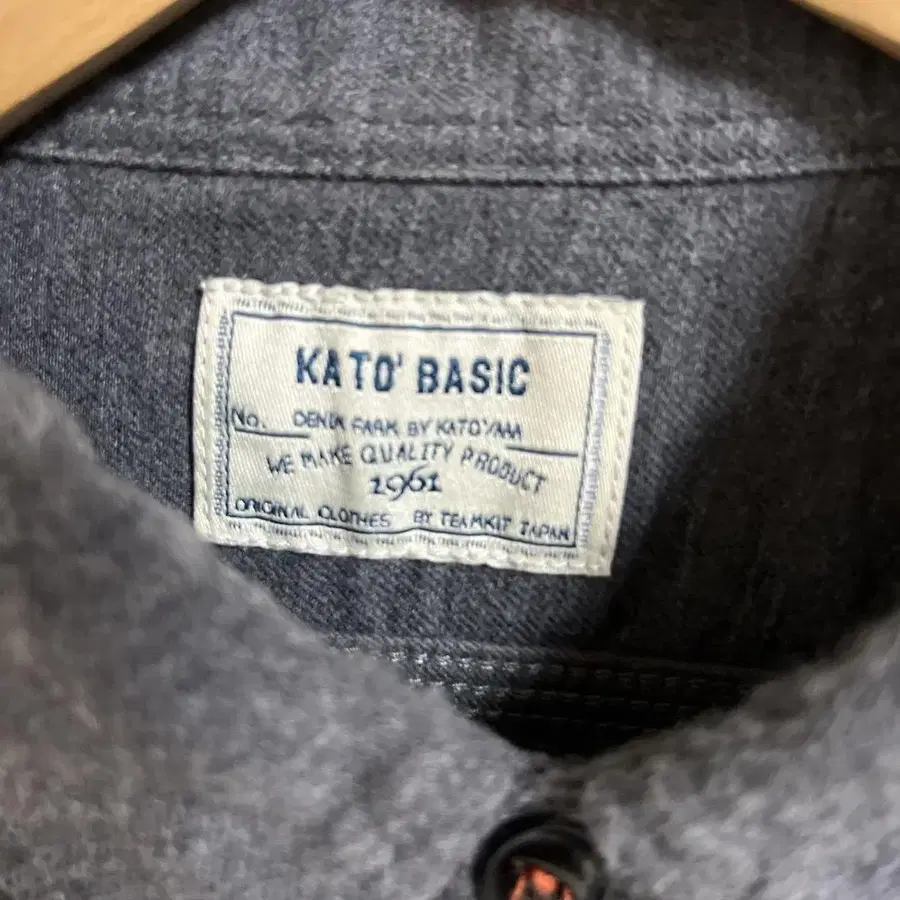 KATO' BASIC
No. DENIM FARM BY KATO'/AAA
WE MAKE QUALITY PRODUCT
1961
ORIGINAL CLOTHES BY TEAMKIT JAPAN